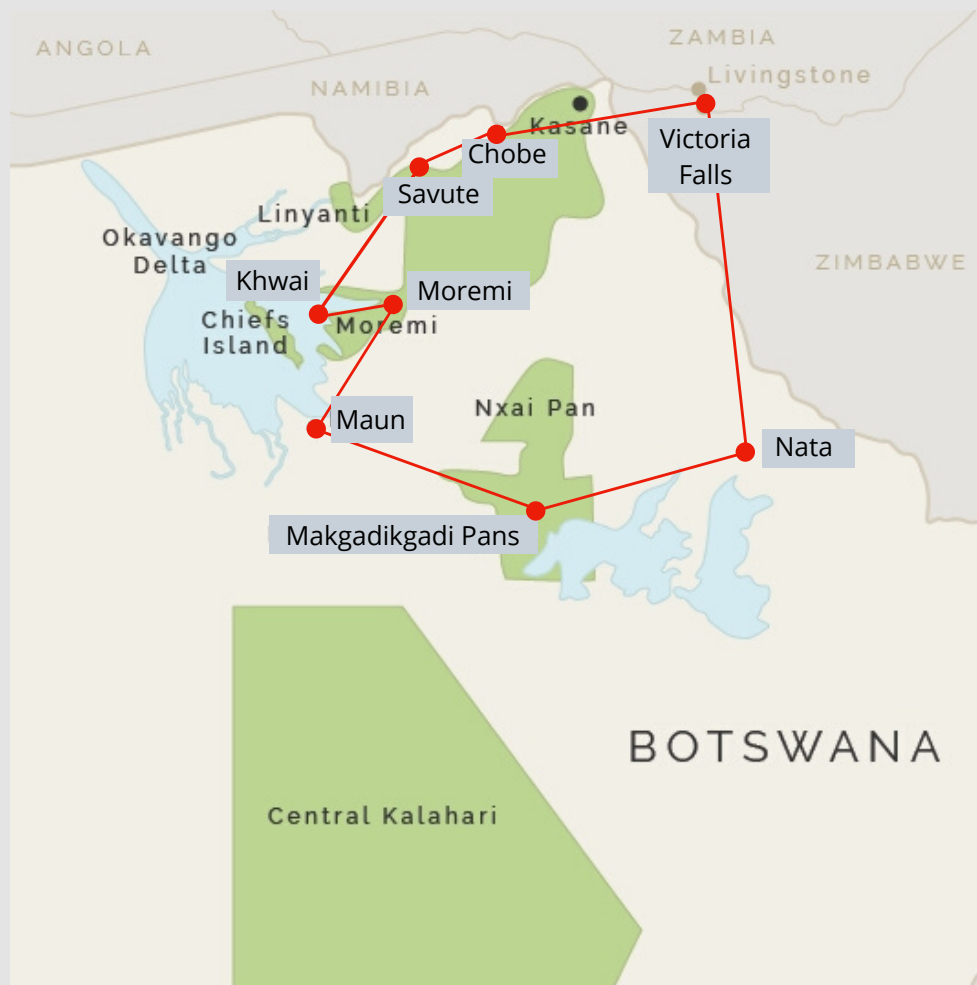 ANGOLA
ZAMBIA
Livingstone
NAMIBIA
Kasane
Victoria
Falls
Chobe
Savute
Linyanti
Okavango
Delta
ZIMBABWE
Khwai
Moremi
Chiefs
Island
Moremi
Nxai Pan
Maun
Nata
Makgadikgadi Pans
BOTSWANA
Central Kalahari